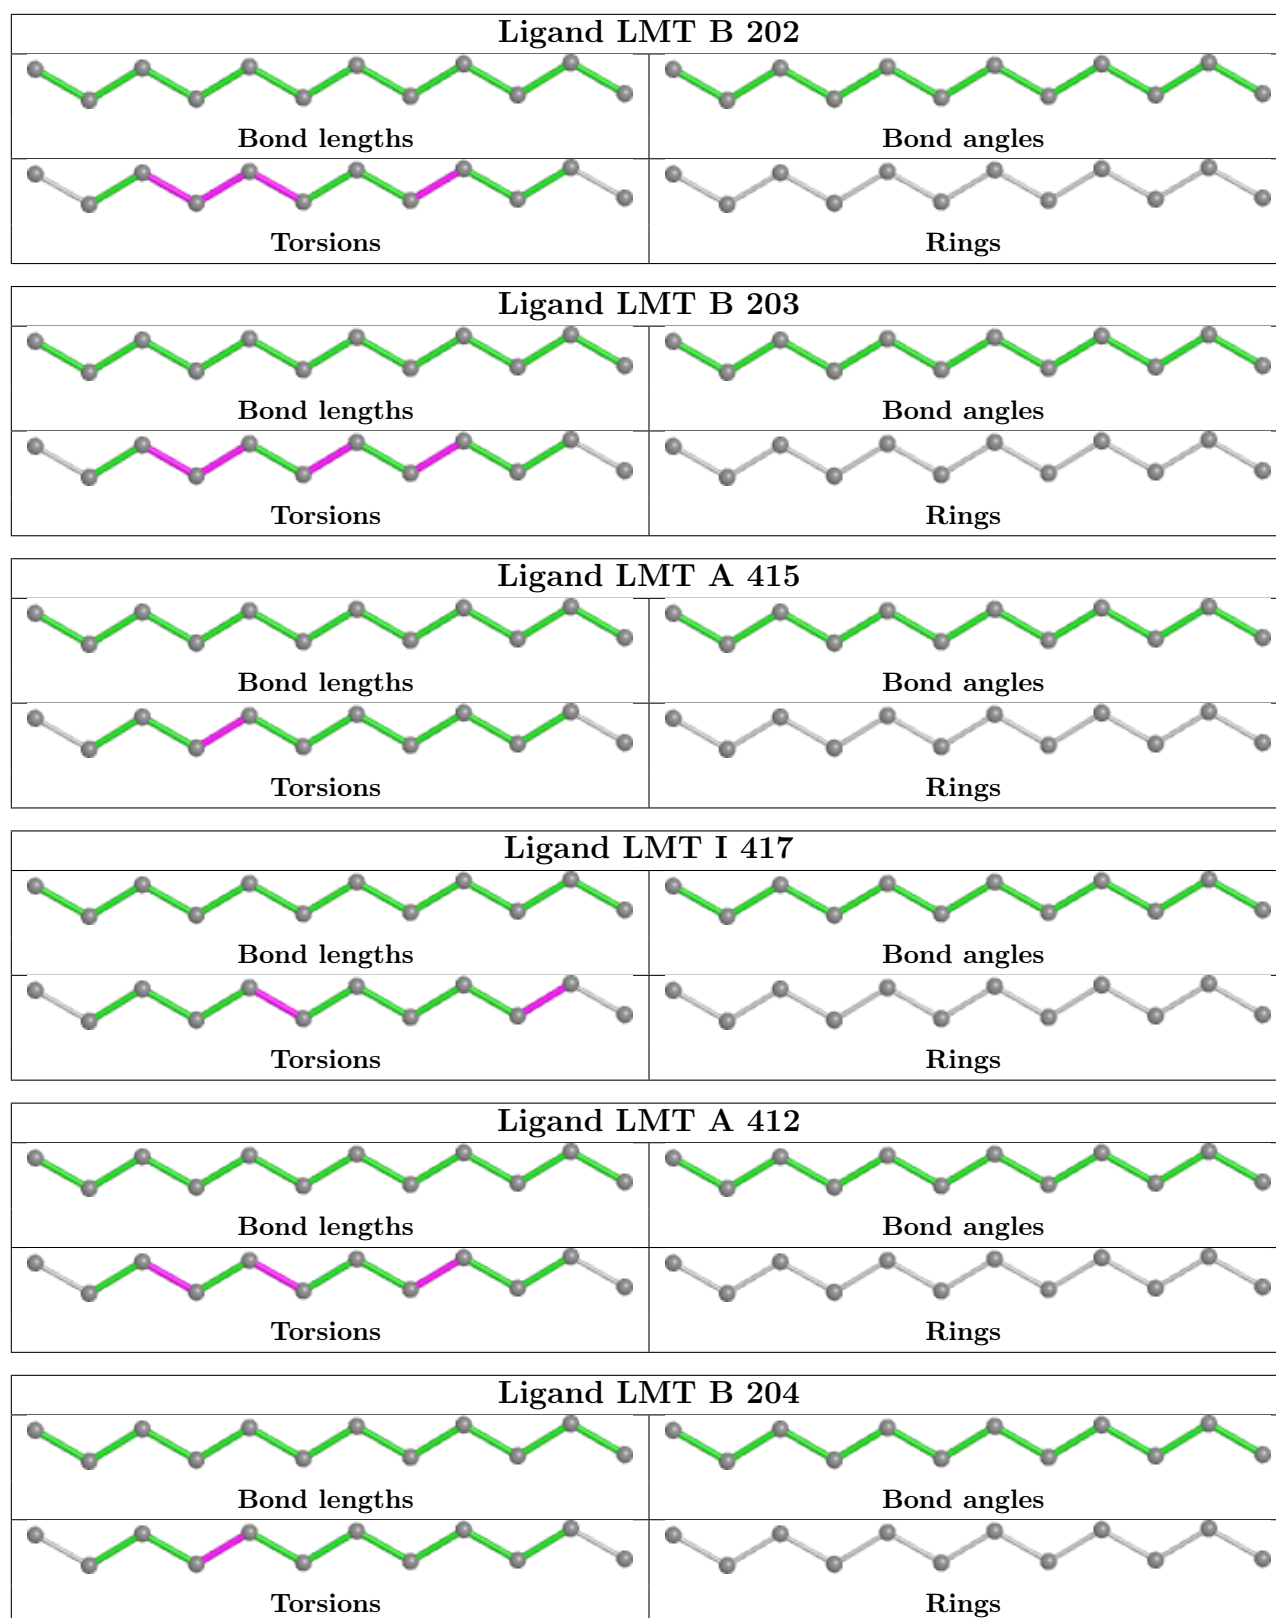 Ligand LMT B 202
Bond lengths
Bond angles
Torsions
Rings
Ligand LMT B 203
Bond lengths
Bond angles
Torsions
Rings
Ligand LMT A 415
Bond lengths
Bond angles
Torsions
Rings
Ligand LMT I 417
Bond lengths
Bond angles
Torsions
Rings
Ligand LMT A 412
Bond lengths
Bond angles
Torsions
Rings
Ligand LMT B 204
Bond lengths
Bond angles
Torsions
Rings